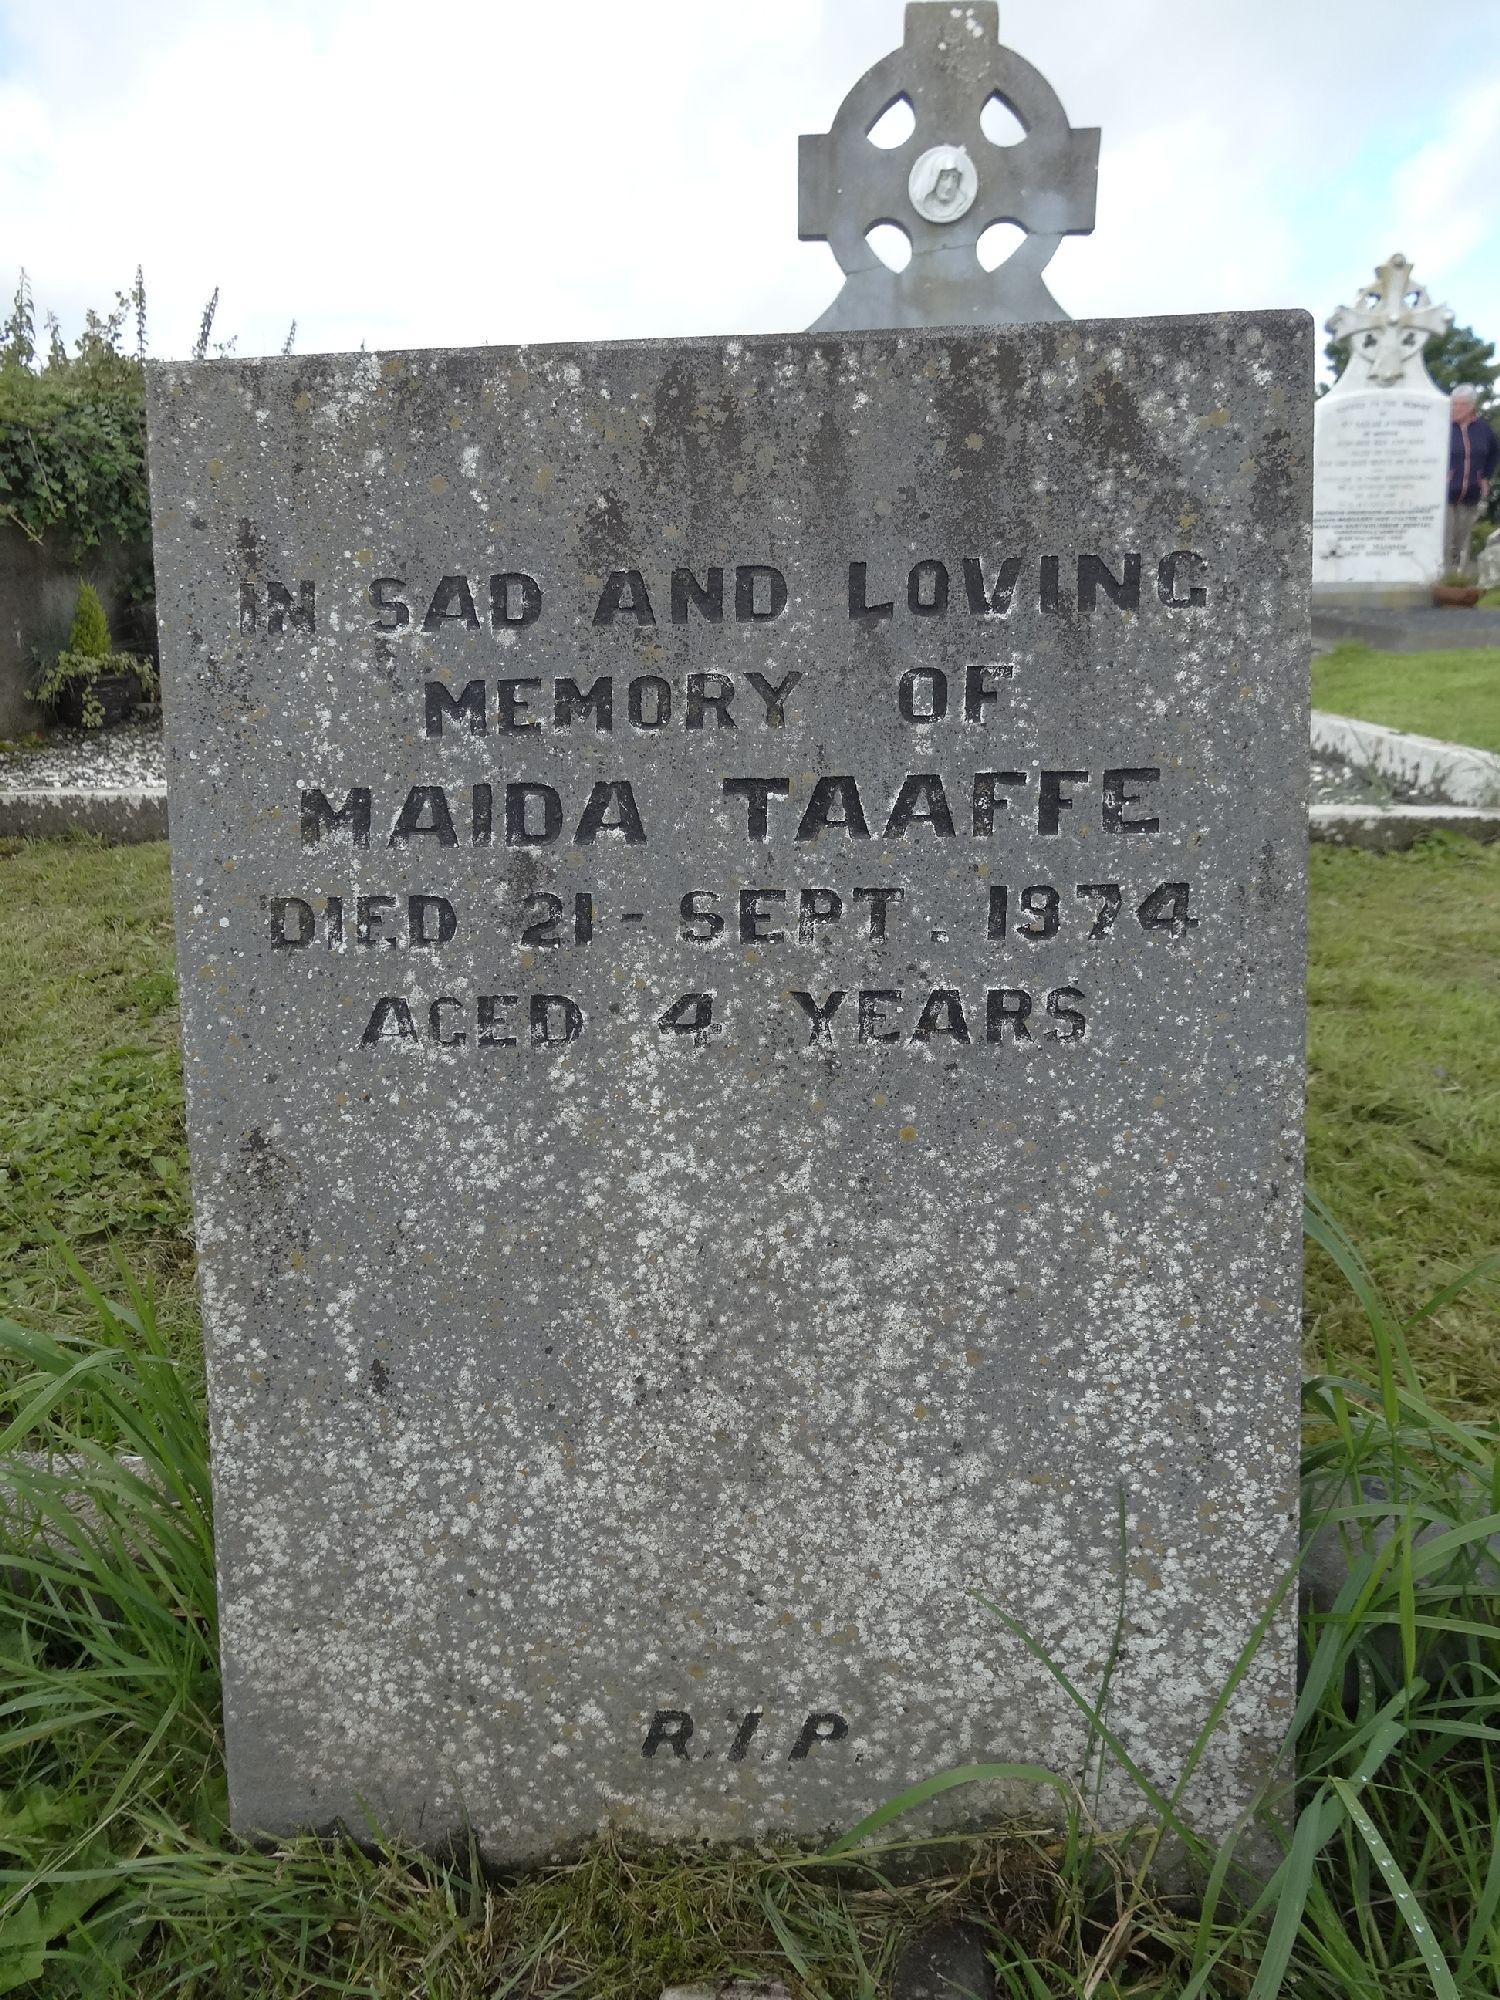 IN SAD AND LOVING
MEMORY OF
MAIDA TAAFFE
DIED 21 - SEPT. 1974
AGED 4 YEARS
R.I.P.